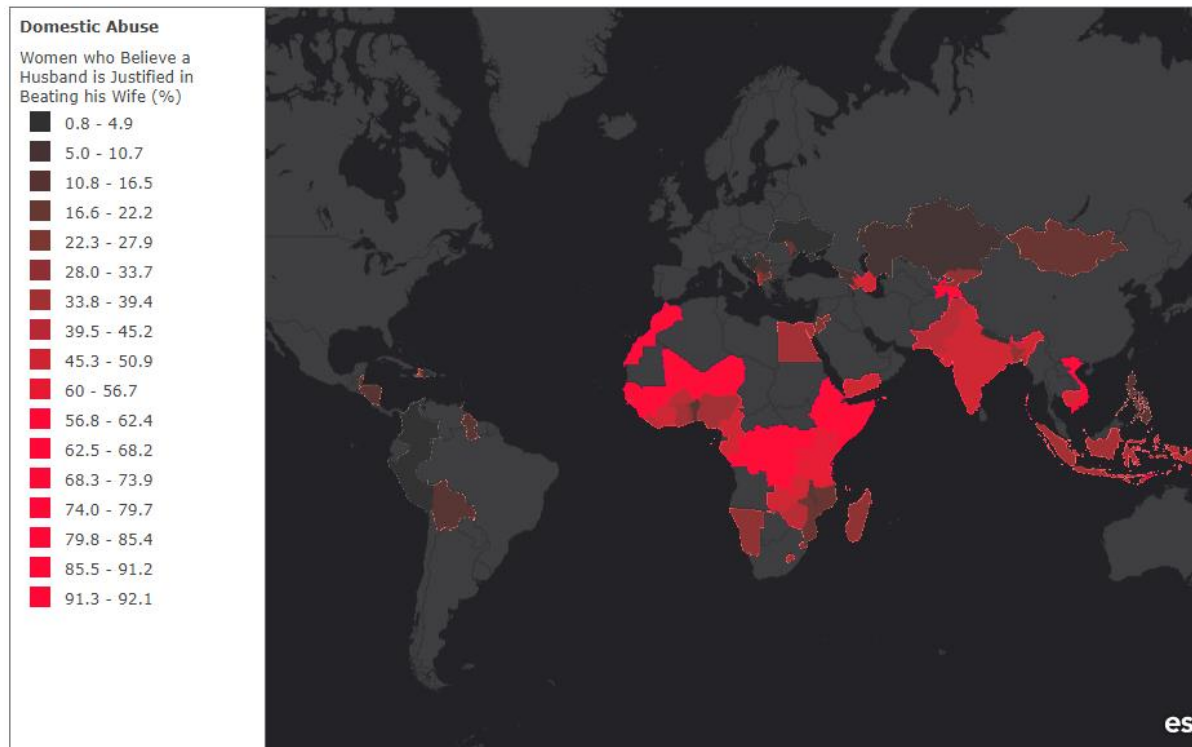 Domestic Abuse
Women who Believe a
Husband is Justified in
Beating his Wife (%)
0.8 - 4.9
5.0 - 10.7
10.8 - 16.5
16.6 - 22.2
22.3 - 27.9
28.0 - 33.7
33.8 - 39.4
39.5 - 45.2
45.3 - 50.9
60 - 56.7
56.8 - 62.4
62.5 - 68.2
68.3 - 73.9
74.0 - 79.7
79.8 - 85.4
85.5 - 91.2
91.3 - 92.1
es